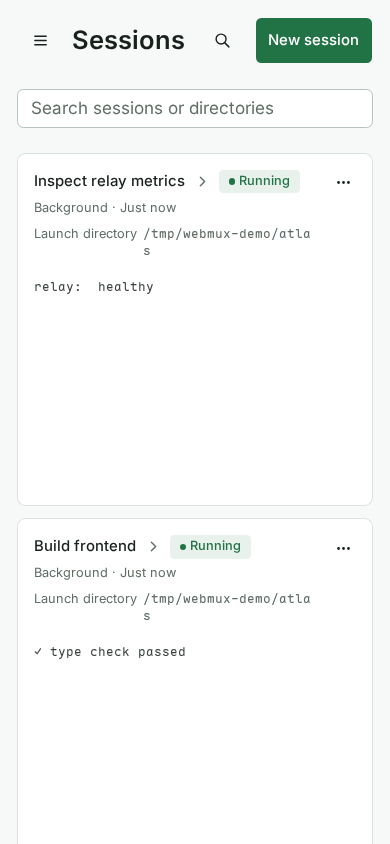 Sessions
New session
Search sessions or directories
Inspect relay metrics
Running
Background · Just now
Launch directory /tmp/webmux-demo/atla
s
relay:  healthy
Build frontend
Running
Background · Just now
Launch directory /tmp/webmux-demo/atla
s
✓ type check passed